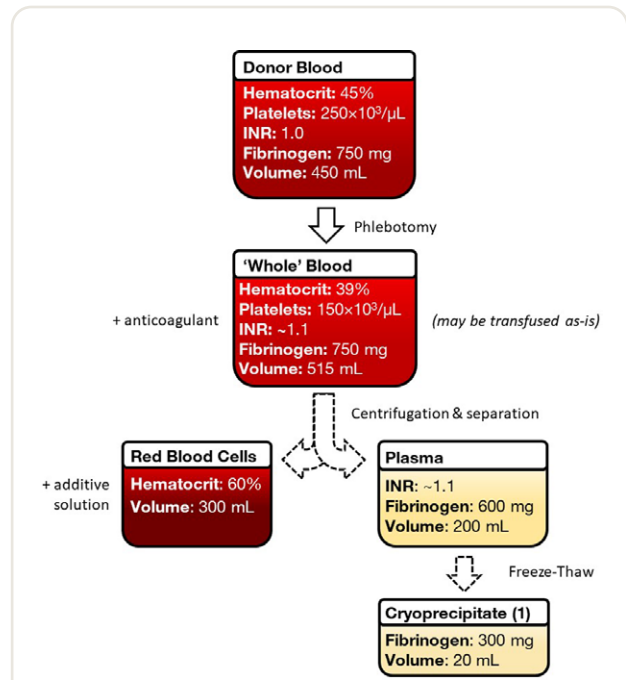 Donor Blood
Hematocrit: 45%
Platelets: 250×10³/µL
INR: 1.0
Fibrinogen: 750 mg
Volume: 450 mL
Phlebotomy
'Whole' Blood
+ anticoagulant
Hematocrit: 39%
Platelets: 150×10³/µL
INR: ~1.1
Fibrinogen: 750 mg
Volume: 515 mL
(may be transfused as-is)
Centrifugation & separation
Red Blood Cells
+ additive
solution
Hematocrit: 60%
Volume: 300 mL
Plasma
INR: ~1.1
Fibrinogen: 600 mg
Volume: 200 mL
Freeze-Thaw
Cryoprecipitate (1)
Fibrinogen: 300 mg
Volume: 20 mL